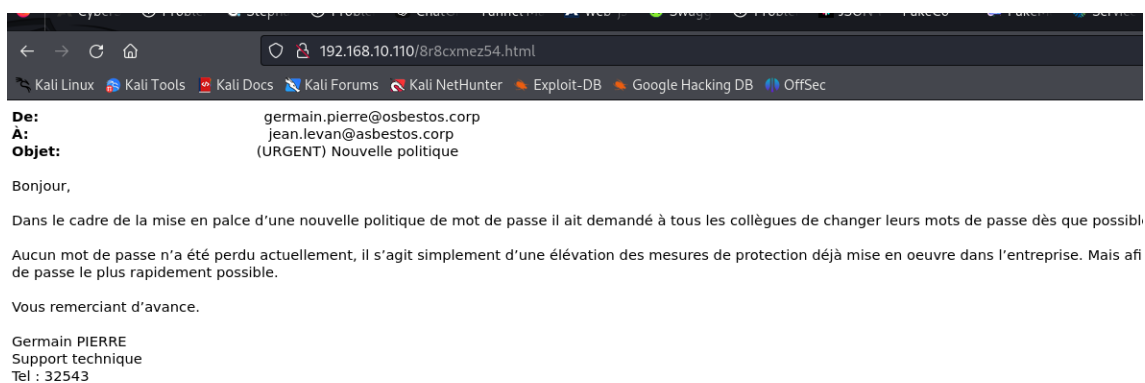 192.168.10.110/8r8cxmez54.html
Kali Linux Kali Tools Kali Docs Kali Forums Kali NetHunter Exploit-DB Google Hacking DB OffSec
De: germain.pierre@osbestos.corp
À: jean.levan@asbestos.corp
Objet: (URGENT) Nouvelle politique
Bonjour,
Dans le cadre de la mise en palce d’une nouvelle politique de mot de passe il ait demandé à tous les collègues de changer leurs mots de passe dès que
Aucun mot de passe n’a été perdu actuellement, il s’agit simplement d’une élévation des mesures de protection déjà mise en oeuvre dans l’entreprise. Mais
de passe le plus rapidement possible.
Vous remerciant d’avance.
Germain PIERRE
Support technique
Tel : 32543